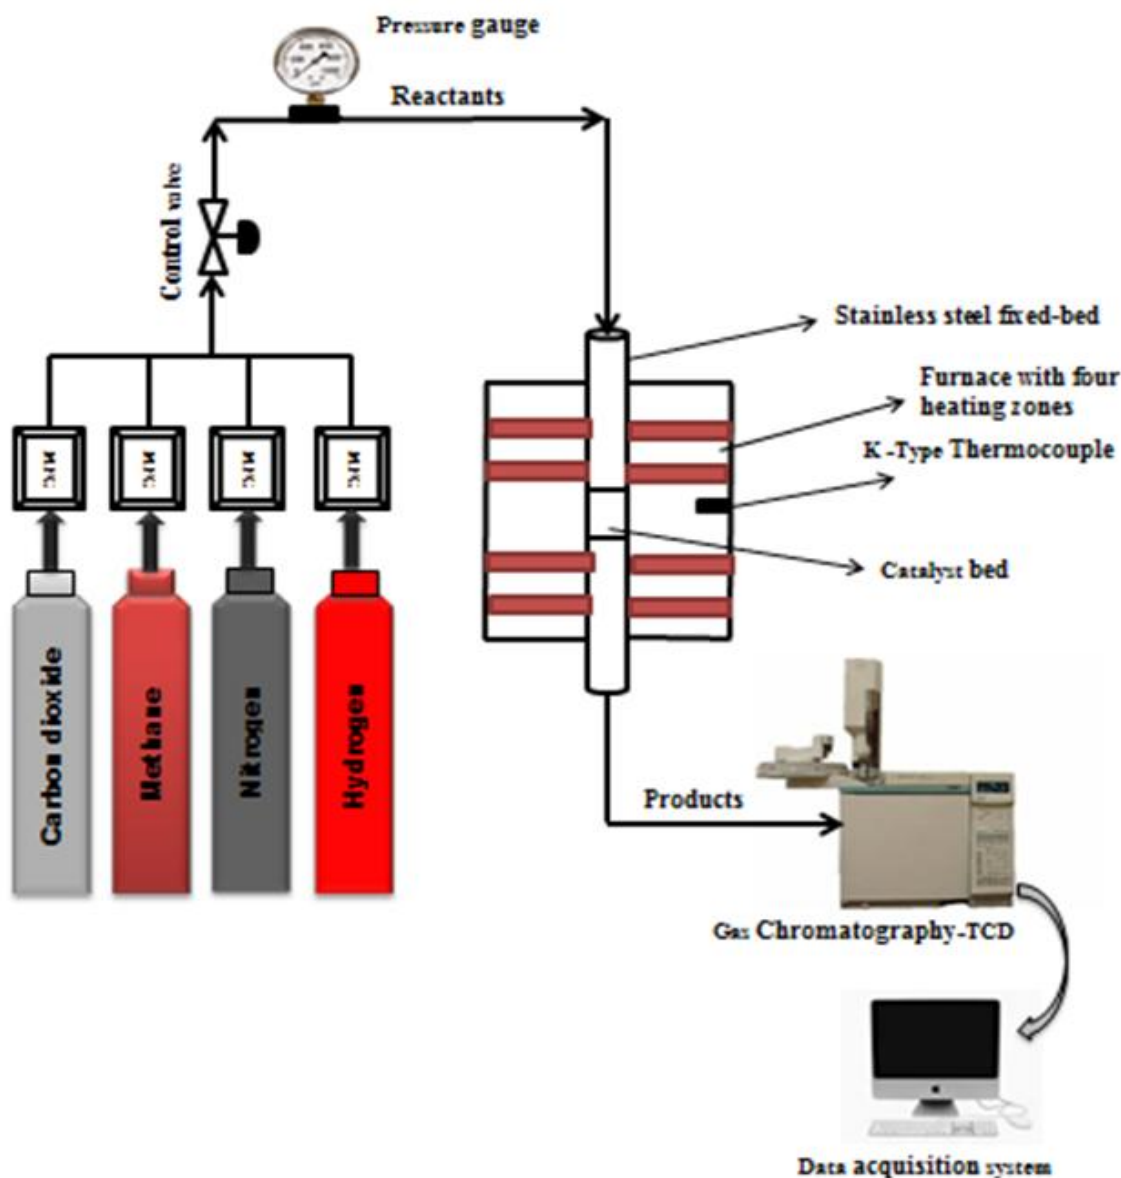 Pressure gauge
Reactants
Control valve
Stainless steel fixed-bed
Furnace with four
heating zones
K -Type Thermocouple
Catalyst bed
MFC
MFC
MFC
MFC
Carbon dioxide
Methane
Nitrogen
Hydrogen
Products
Gas Chromatography-TCD
Data acquisition system